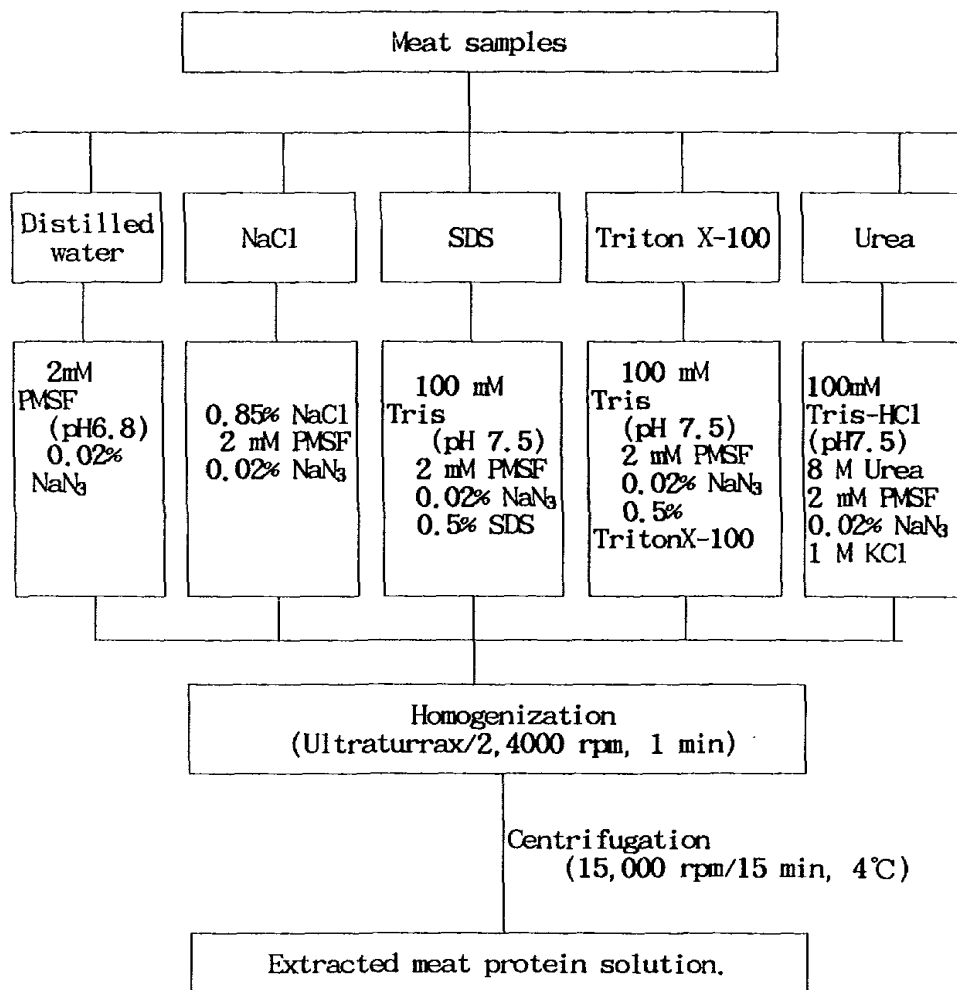 Meat samples
Distilled
water
NaCl
SDS
Triton X-100
Urea
2mM
PMSF
(pH6.8)
0.02%
NaN₃
0.85% NaCl
2 mM PMSF
0.02% NaN₃
100 mM
Tris
(pH 7.5)
2 mM PMSF
0.02% NaN₃
0.5% SDS
100 mM
Tris
(pH 7.5)
2 mM PMSF
0.02% NaN₃
0.5%
TritonX-100
100mM
Tris-HCl
(pH7.5)
8 M Urea
2 mM PMSF
0.02% NaN₃
1 M KCl
Homogenization
(Ultraturrax/2,4000 rpm, 1 min)
Centrifugation
(15,000 rpm/15 min, 4℃)
Extracted meat protein solution.